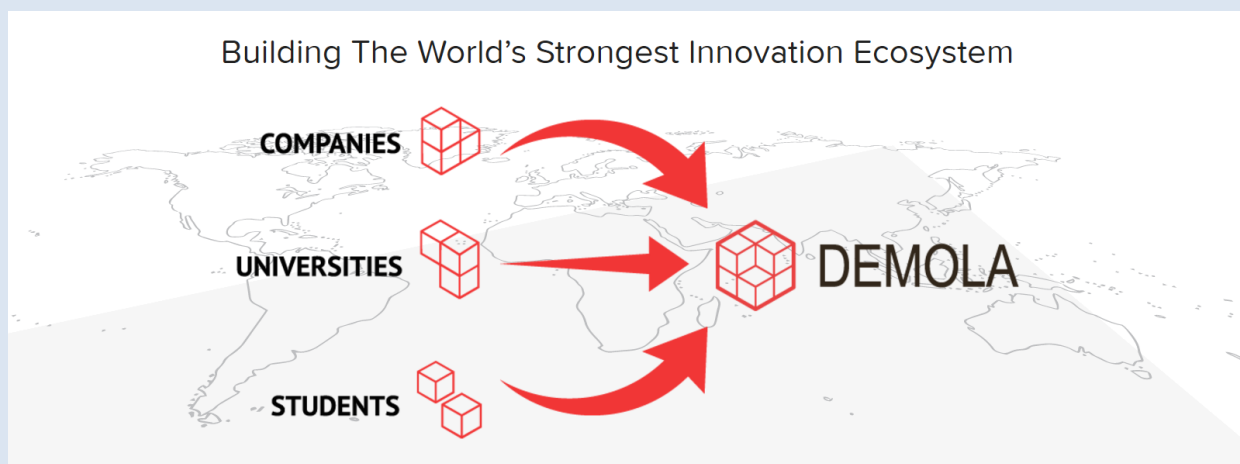 Building The World's Strongest Innovation Ecosystem
COMPANIES
UNIVERSITIES
DEMOLA
STUDENTS